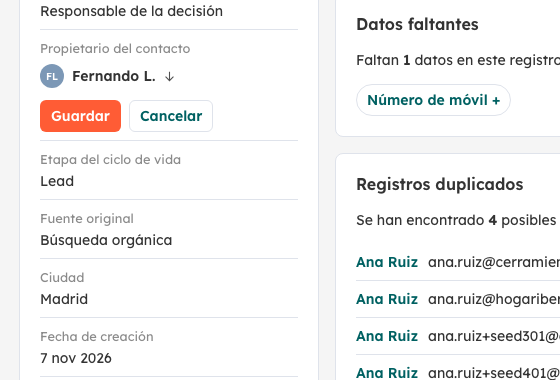 Responsable de la decisión
Propietario del contacto
FL Fernando L. ↓
Guardar Cancelar
Etapa del ciclo de vida
Lead
Fuente original
Búsqueda orgánica
Ciudad
Madrid
Fecha de creación
7 nov 2026
Datos faltantes
Faltan 1 datos en este registro
Número de móvil +
Registros duplicados
Se han encontrado 4 posibles
Ana Ruiz ana.ruiz@cerramien
Ana Ruiz ana.ruiz@hogariber
Ana Ruiz ana.ruiz+seed301@
Ana Ruiz ana.ruiz+seed401@